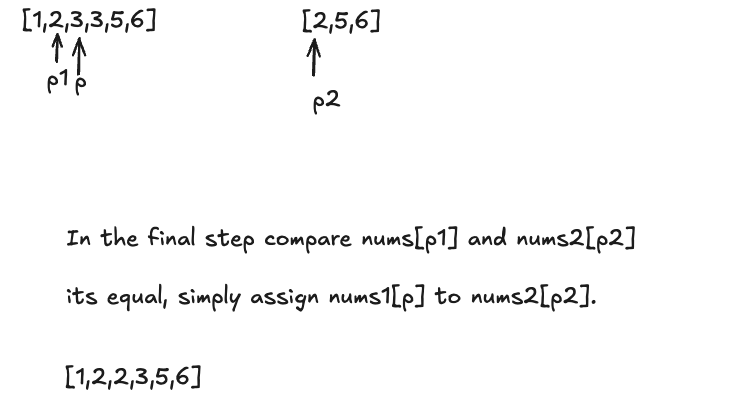 [1,2,3,3,5,6] [2,5,6]
p1 p
p2
In the final step compare nums[p1] and nums2[p2]
its equal, simply assign nums1[p] to nums2[p2].
[1,2,2,3,5,6]